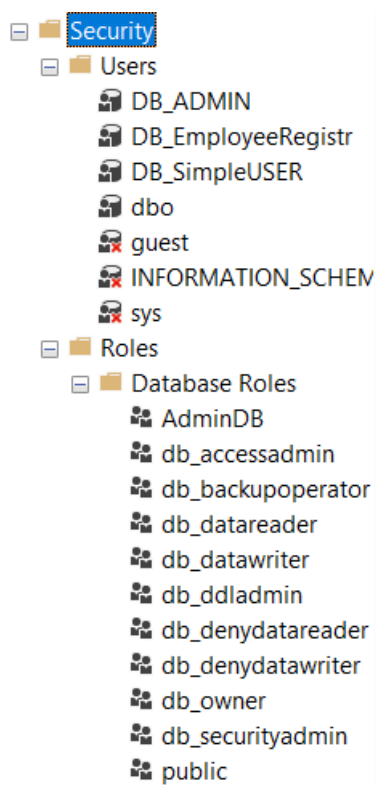 Security
Users
DB_ADMIN
DB_EmployeeRegistr
DB_SimpleUSER
dbo
guest
INFORMATION_SCHEM
sys
Roles
Database Roles
AdminDB
db_accessadmin
db_backupoperator
db_datareader
db_datawriter
db_ddladmin
db_denydatareader
db_denydatawriter
db_owner
db_securityadmin
public